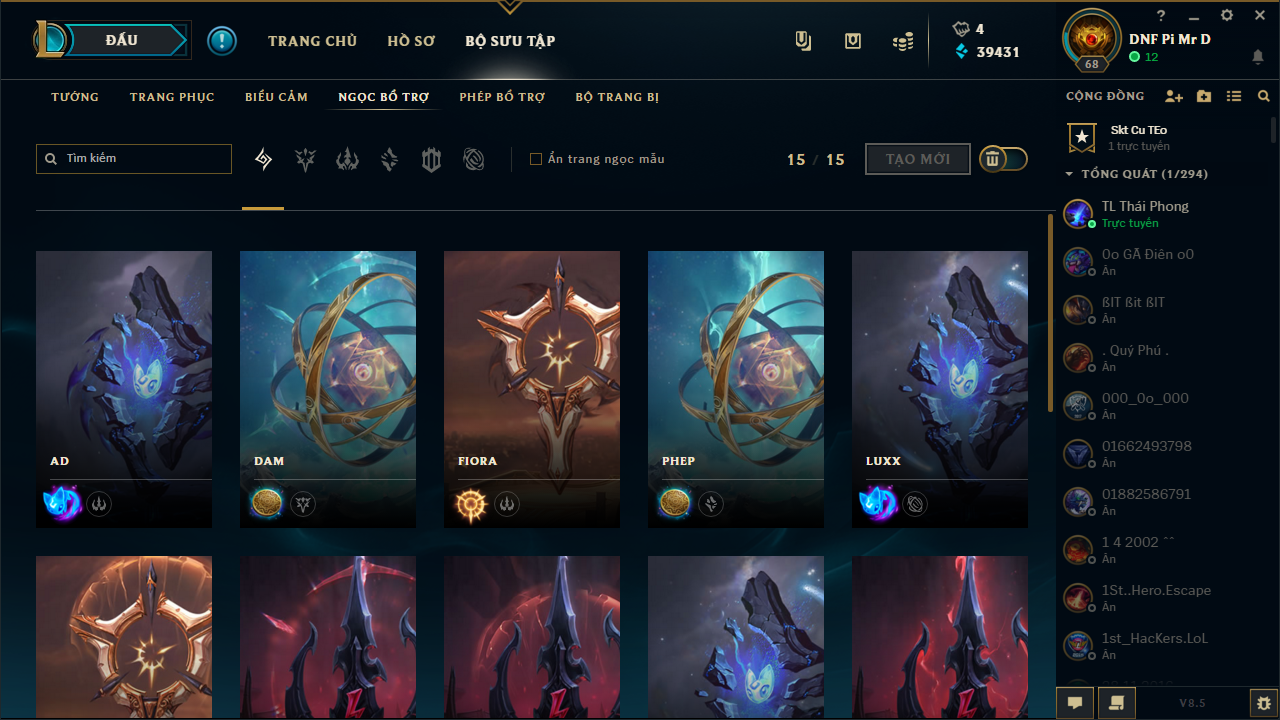 ĐẤU
TRANG CHỦ
HỒ SƠ
BỘ SƯU TẬP
4
39431
68
DNF Pi Mr D
12
TƯỚNG
TRANG PHỤC
BIỂU CẢM
NGỌC BỔ TRỢ
PHÉP BỔ TRỢ
BỘ TRANG BỊ
Tìm kiếm
Ẩn trang ngọc mẫu
15 / 15
TẠO MỚI
AD
DAM
FIORA
PHEP
LUXX
CỘNG ĐỒNG
Skt Cu TEo
1 trực tuyến
TỔNG QUÁT (1/294)
TL Thái Phong
Trực tuyến
0o GÃ Điên o0
Ẩn
ßIT ßit ßIT
Ẩn
. Quý Phú .
Ẩn
000_0o_000
Ẩn
01662493798
Ẩn
01882586791
Ẩn
1 4 2002 ˆˆ
Ẩn
1St..Hero.Escape
Ẩn
1st_HacKers.LoL
Ẩn
V8.5